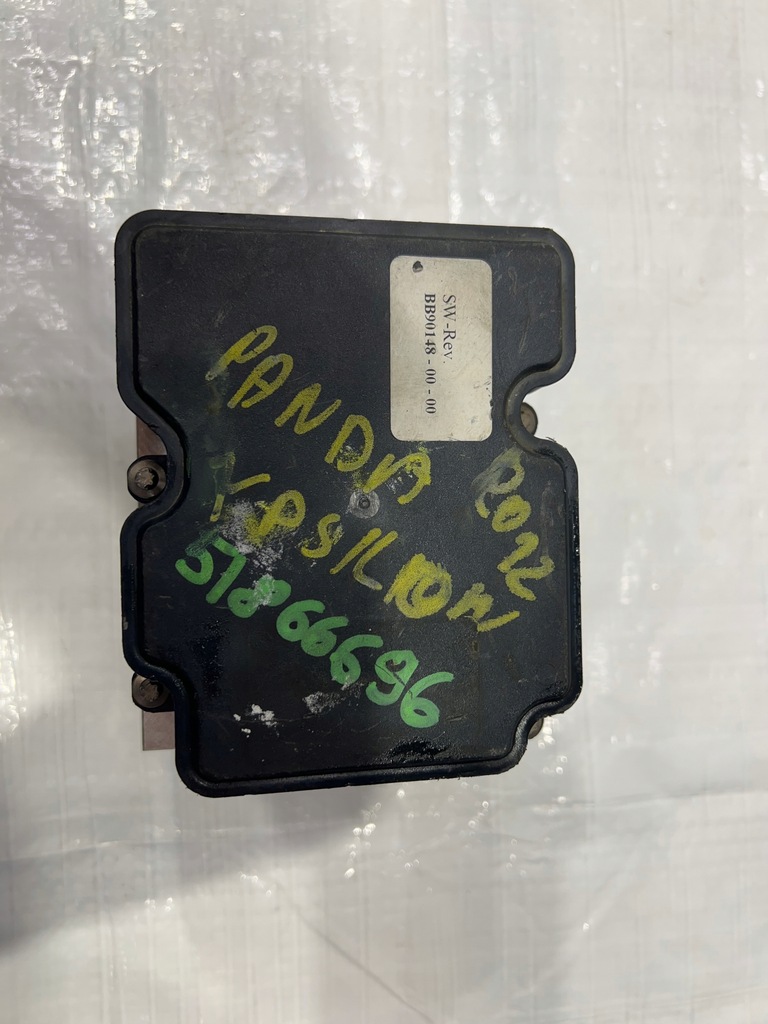 SW-Rev.
BB90148 - 00 - 00
PANDA
YPSILON
2012
51866696